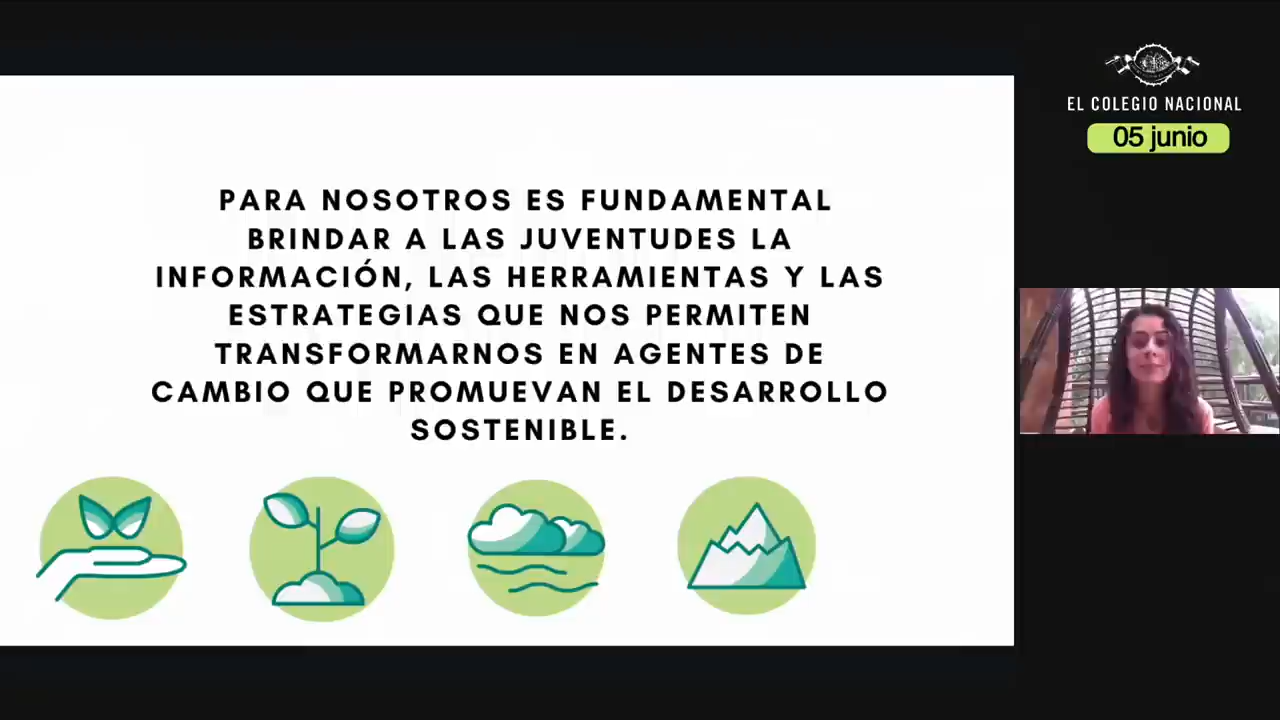 PARA NOSOTROS ES FUNDAMENTAL
BRINDAR A LAS JUVENTUDES LA
INFORMACIÓN, LAS HERRAMIENTAS Y LAS
ESTRATEGIAS QUE NOS PERMITEN
TRANSFORMARNOS EN AGENTES DE
CAMBIO QUE PROMUEVAN EL DESARROLLO
SOSTENIBLE.
EL COLEGIO NACIONAL
05 junio